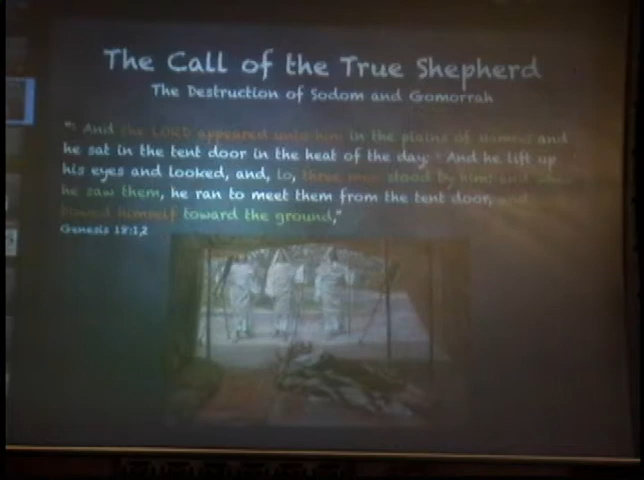 The Call of the True Shepherd
The Destruction of Sodom and Gomorrah
"1 And the LORD appeared unto him in the plains of Mamre: and
he sat in the tent door in the heat of the day; 2 And he lift up
his eyes and looked, and, lo, three men stood by him: and when
he saw them, he ran to meet them from the tent door, and
bowed himself toward the ground,"
Genesis 18:1,2